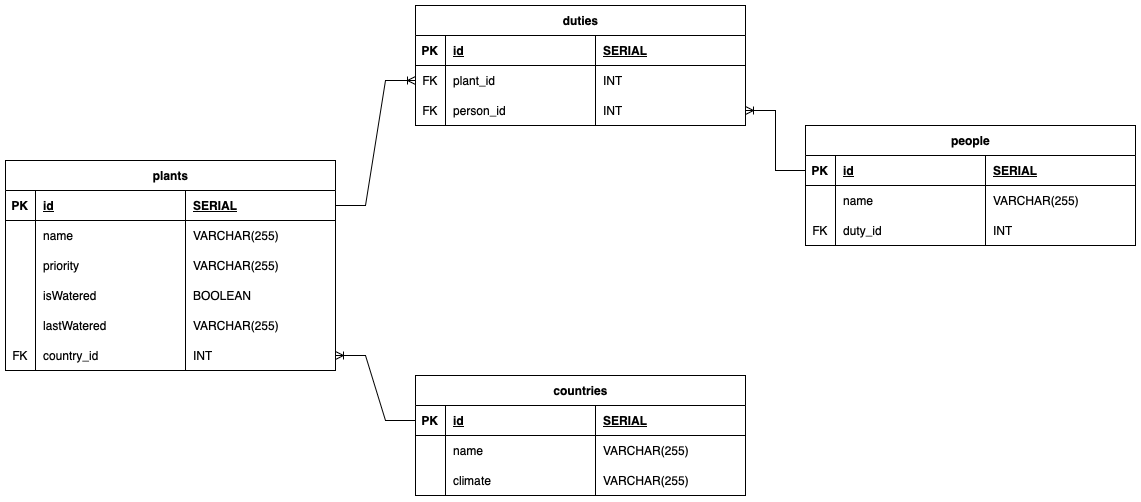 duties
PK id SERIAL
FK plant_id INT
FK person_id INT
people
PK id SERIAL
name VARCHAR(255)
FK duty_id INT
plants
PK id SERIAL
name VARCHAR(255)
priority VARCHAR(255)
isWatered BOOLEAN
lastWatered VARCHAR(255)
FK country_id INT
countries
PK id SERIAL
name VARCHAR(255)
climate VARCHAR(255)